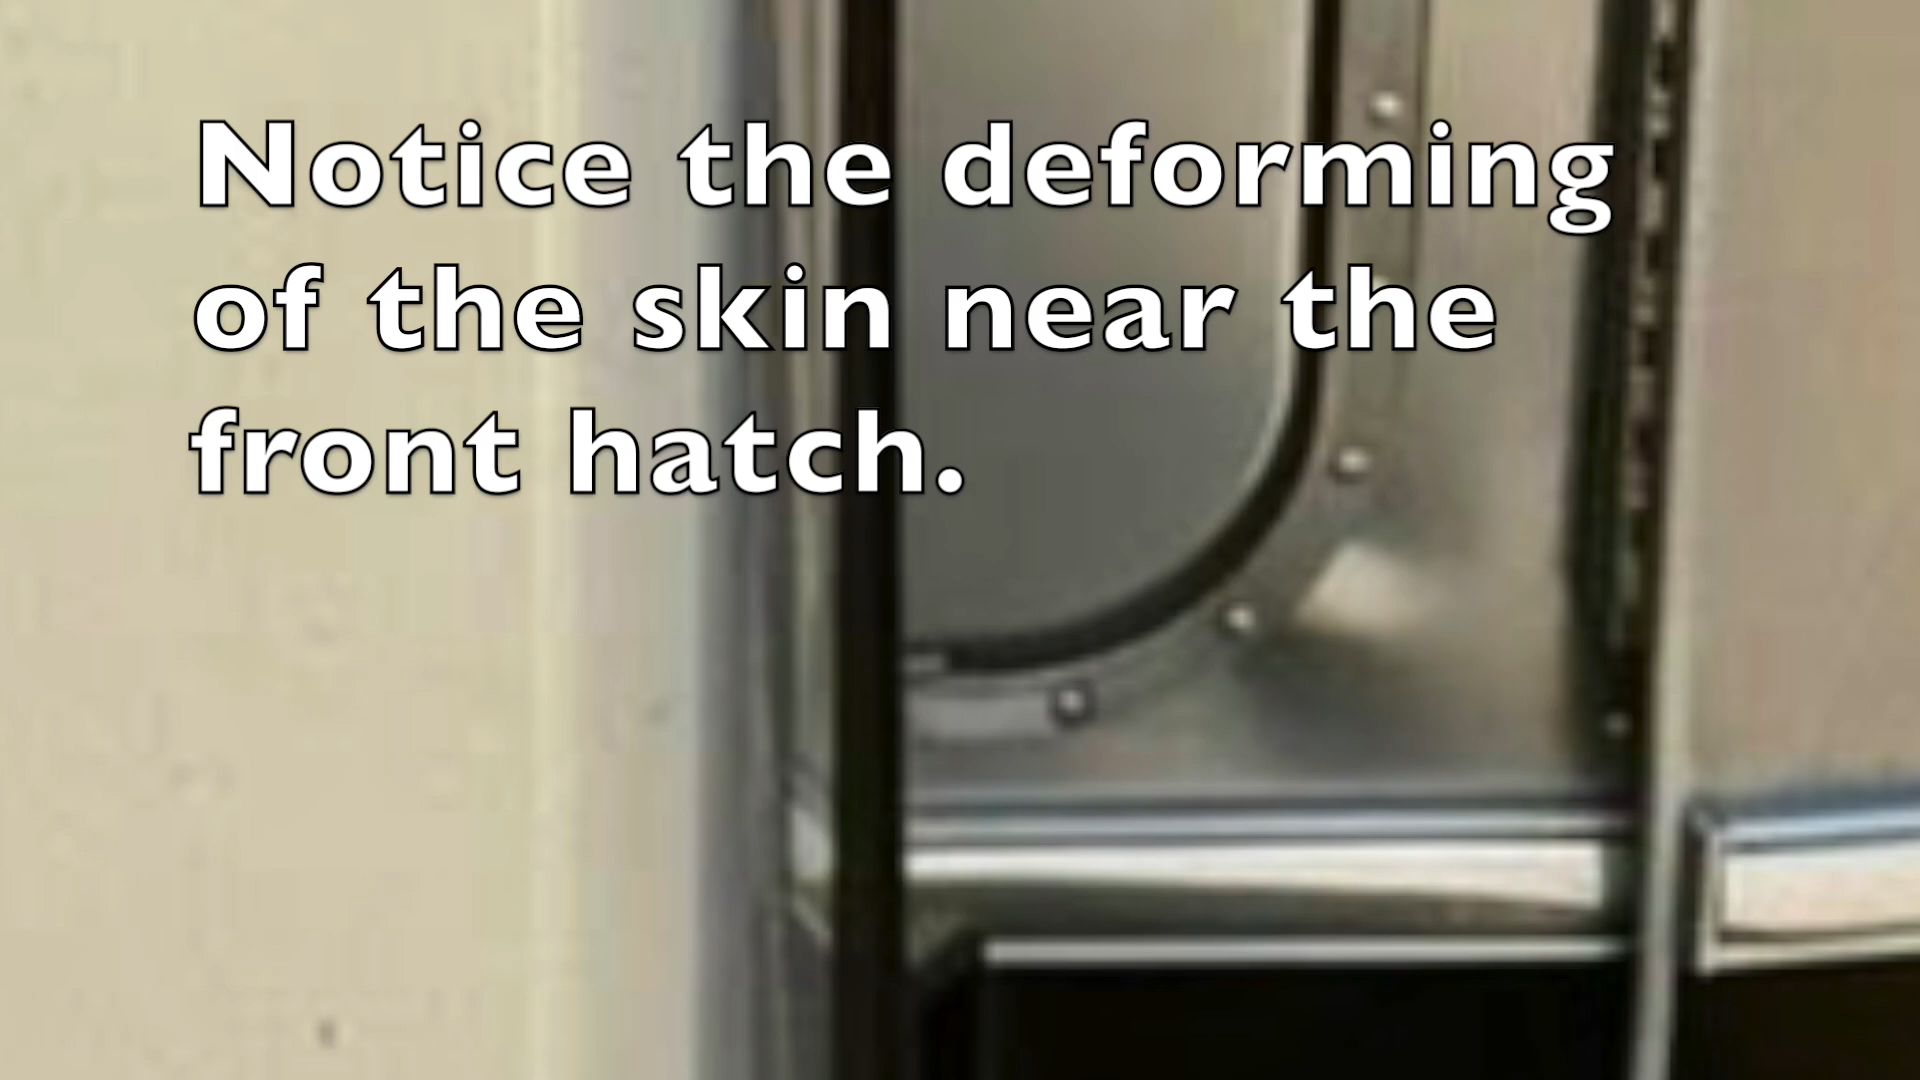 Notice the deforming
of the skin near the
front hatch.